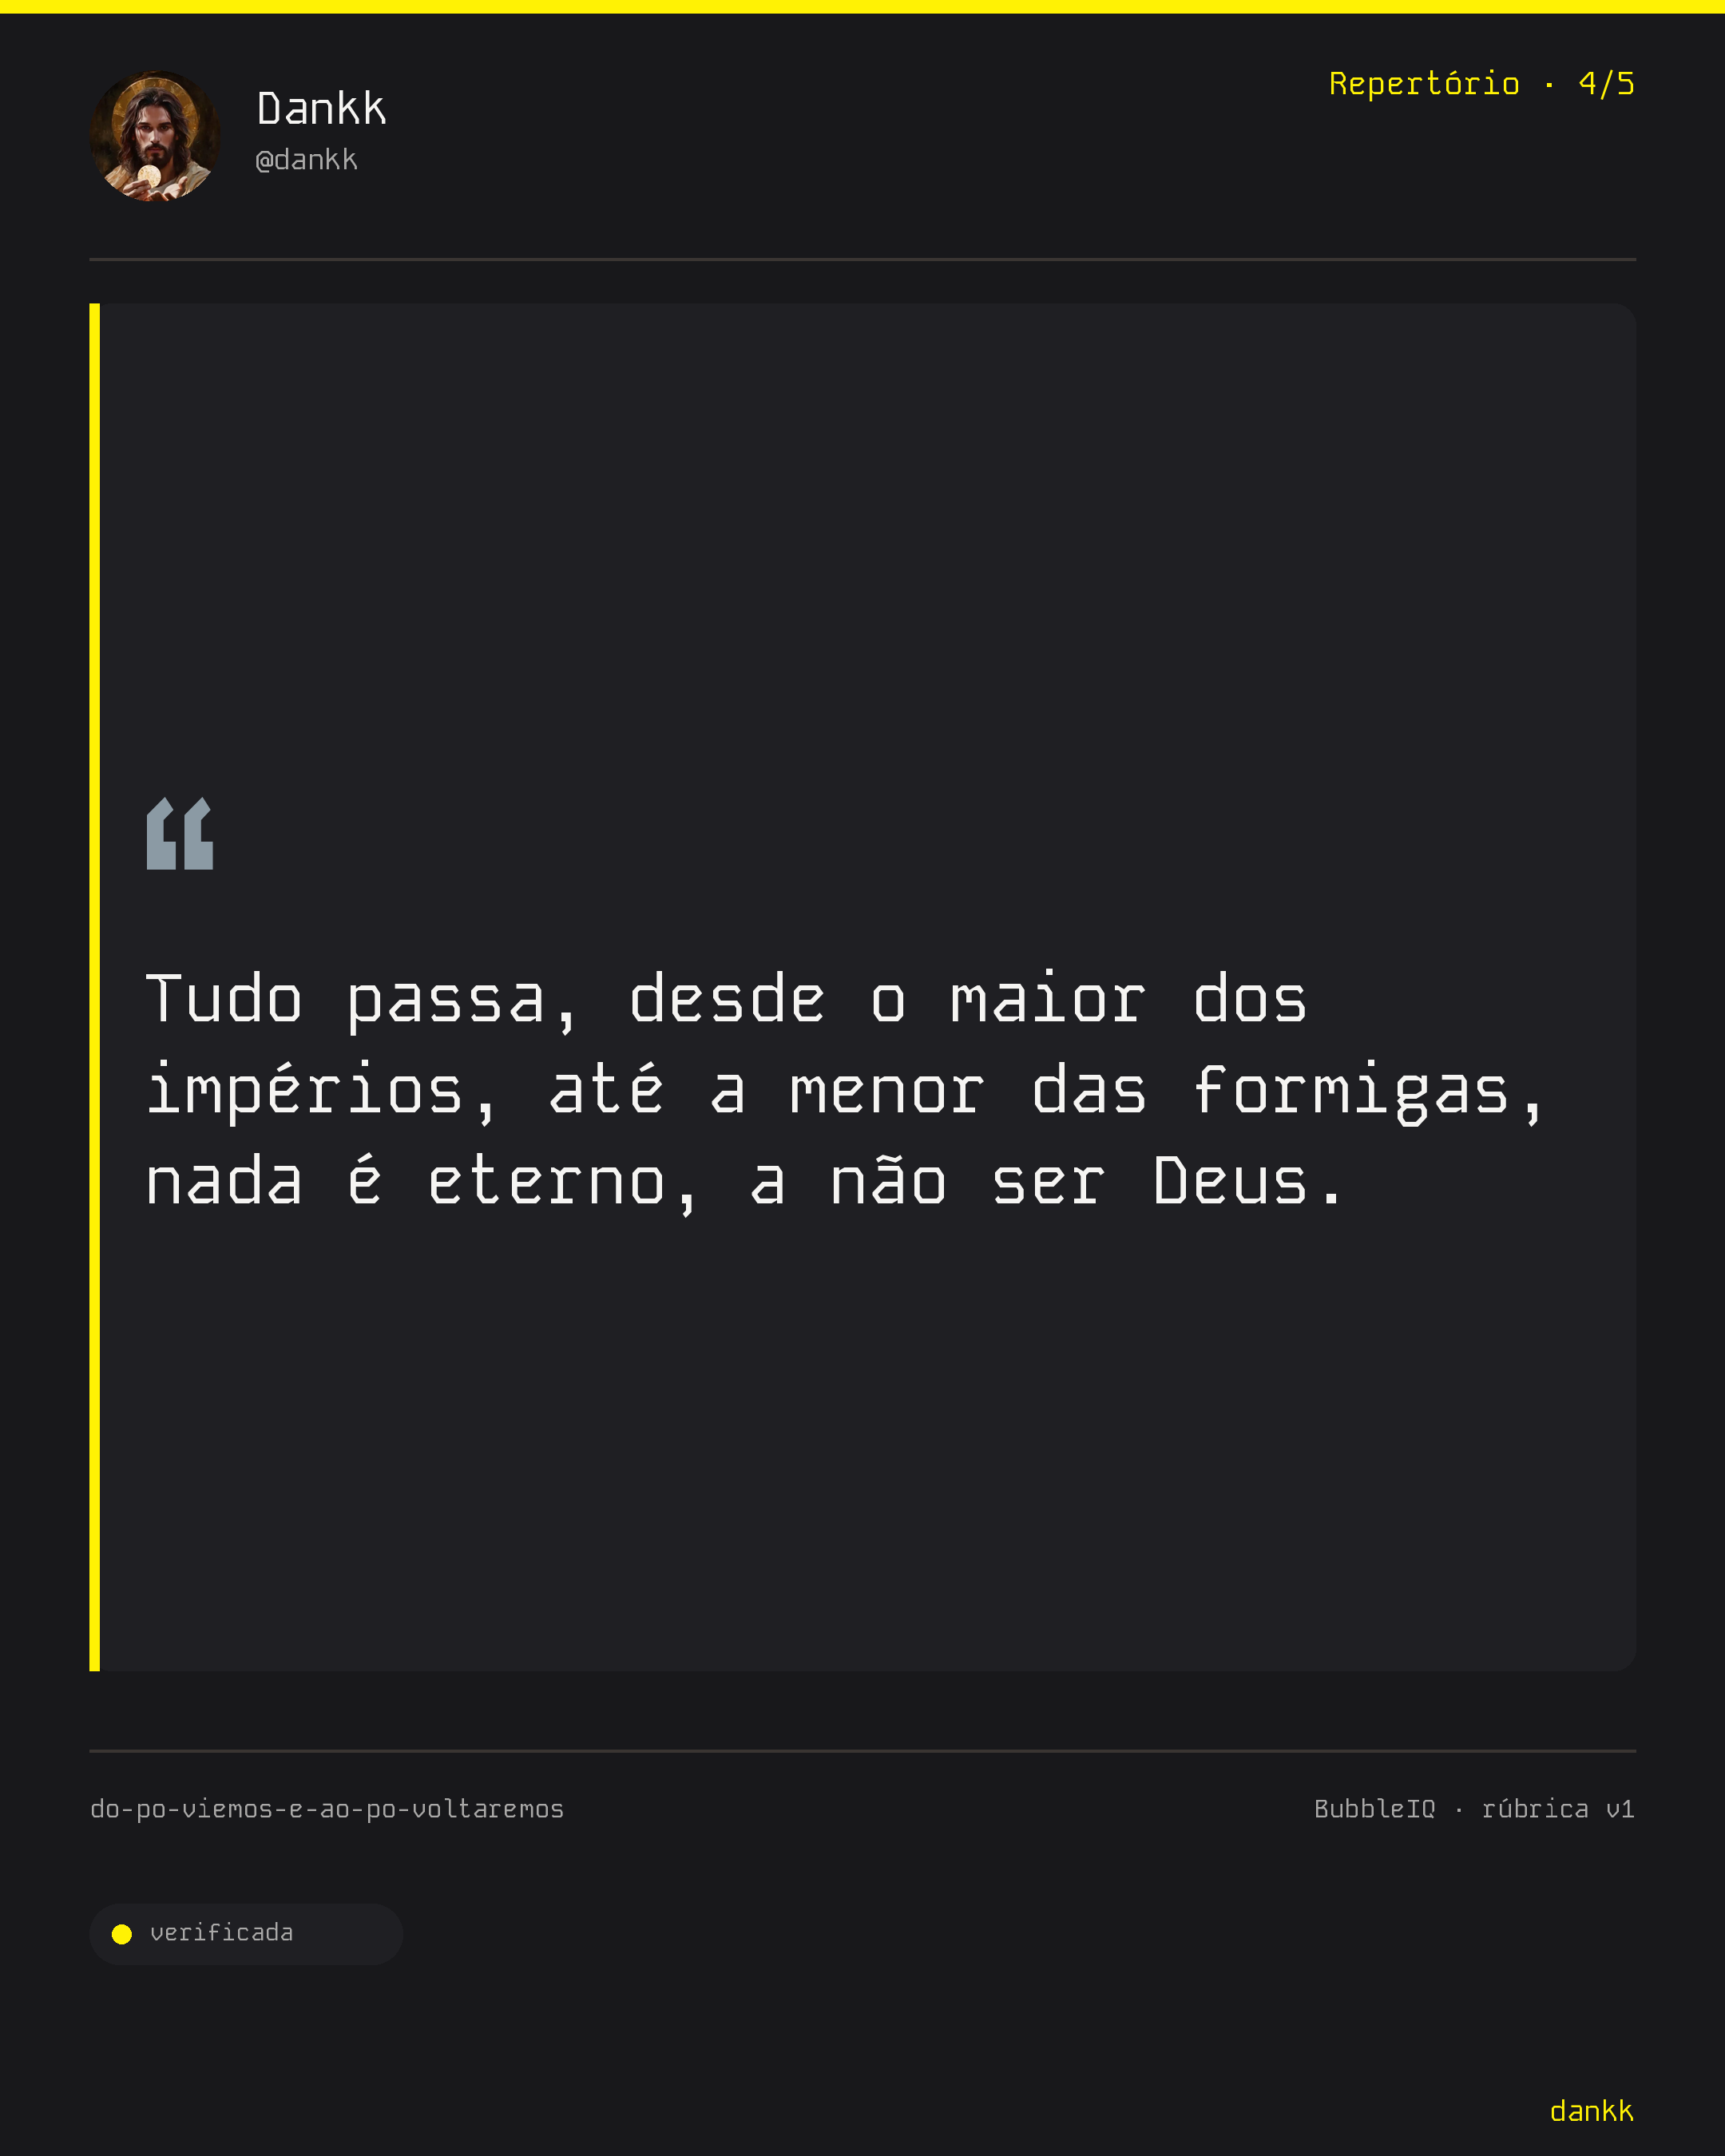 Dankk
@dankk
Repertório · 4/5
“
Tudo passa, desde o maior dos
impérios, até a menor das formigas,
nada é eterno, a não ser Deus.
do-po-viemos-e-ao-po-voltaremos
BubbleIQ · rúbrica v1
verificada
dankk